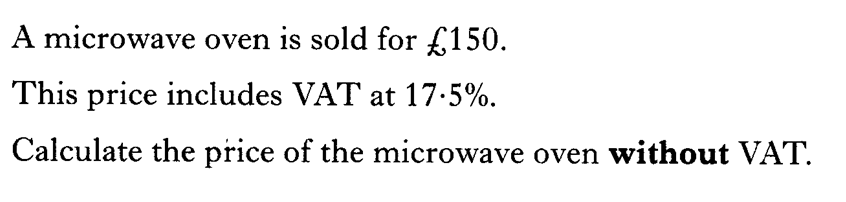 A microwave oven is sold for £150.
This price includes VAT at 17·5%.
Calculate the price of the microwave oven without VAT.